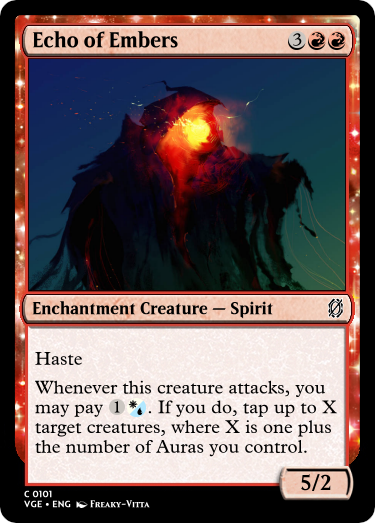 Echo of Embers 3
Enchantment Creature — Spirit
Haste
Whenever this creature attacks, you
may pay 1 . If you do, tap up to X
target creatures, where X is one plus
the number of Auras you control.
5/2
C 0101
VGE • ENG Freaky-Vitta